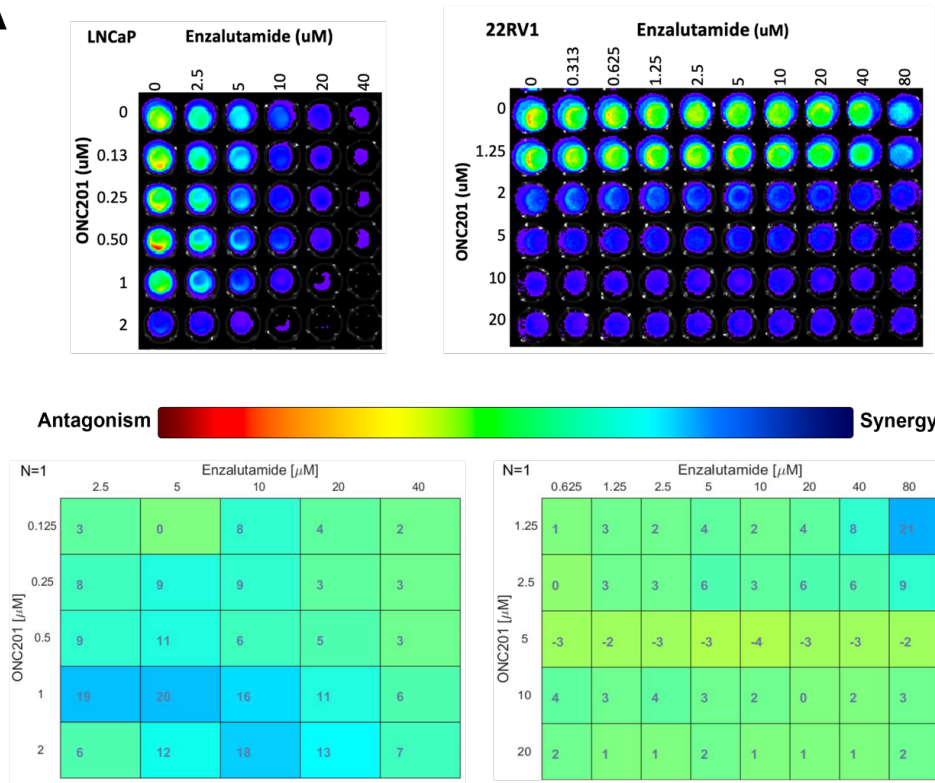 A
LNCaP Enzalutamide (uM)
0 2.5 5 10 20 40
ONC201 (uM)
0
0.13
0.25
0.50
1
2
22RV1 Enzalutamide (uM)
0 0.313 0.625 1.25 2.5 5 10 20 40 80
ONC201 (uM)
0
1.25
2
5
10
20
Antagonism Synergy
N=1 Enzalutamide [μM]
2.5 5 10 20 40
ONC201 [μM]
0.125 3 0 8 4 2
0.25 8 9 9 3 3
0.5 9 11 6 5 3
1 19 20 16 11 6
2 6 12 18 13 7
N=1 Enzalutamide [μM]
0.625 1.25 2.5 5 10 20 40 80
ONC201 [μM]
1.25 1 3 2 4 2 4 8 21
2.5 0 3 3 6 3 6 6 9
5 -3 -2 -3 -3 -4 -3 -3 -2
10 4 3 4 3 2 0 2 3
20 2 1 1 2 1 1 1 2